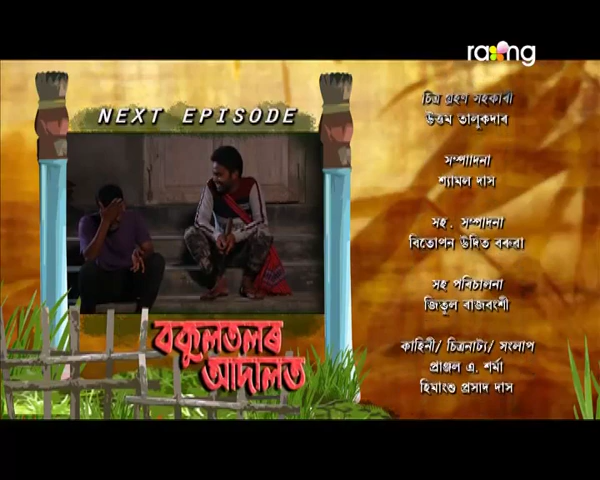 rang
NEXT EPISODE
বকুলতলৰ
আদালত
চিত্ৰ গ্ৰহণ সহকাৰী
উত্তম তালুকদাৰ
সম্পাদনা
শ্যামল দাস
সহ. সম্পাদনা
বিতোপন উদিত বৰুৱা
সহ পৰিচালনা
জিতুল ৰাজবংশী
কাহিনী/ চিত্ৰনাট্য/ সংলাপ
প্ৰাঞ্জল এ. শৰ্মা
হিমাংশু প্ৰসাদ দাস